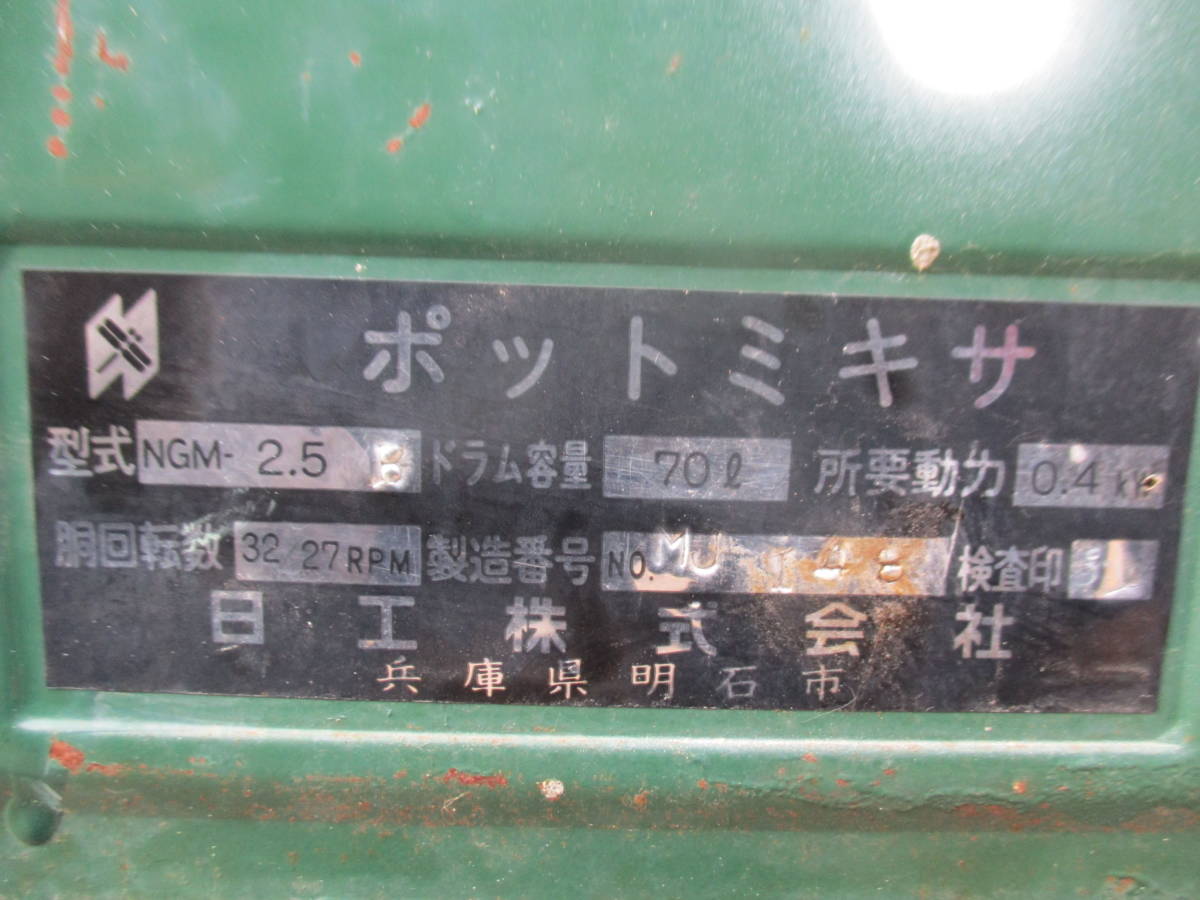 ポットミキサ
型式 NGM- 2.5 B ドラム容量 70ℓ 所要動力 0.4 kW
胴回転数 32/27RPM 製造番号 NO. MJ 検査印
日工株式会社
兵庫県明石市